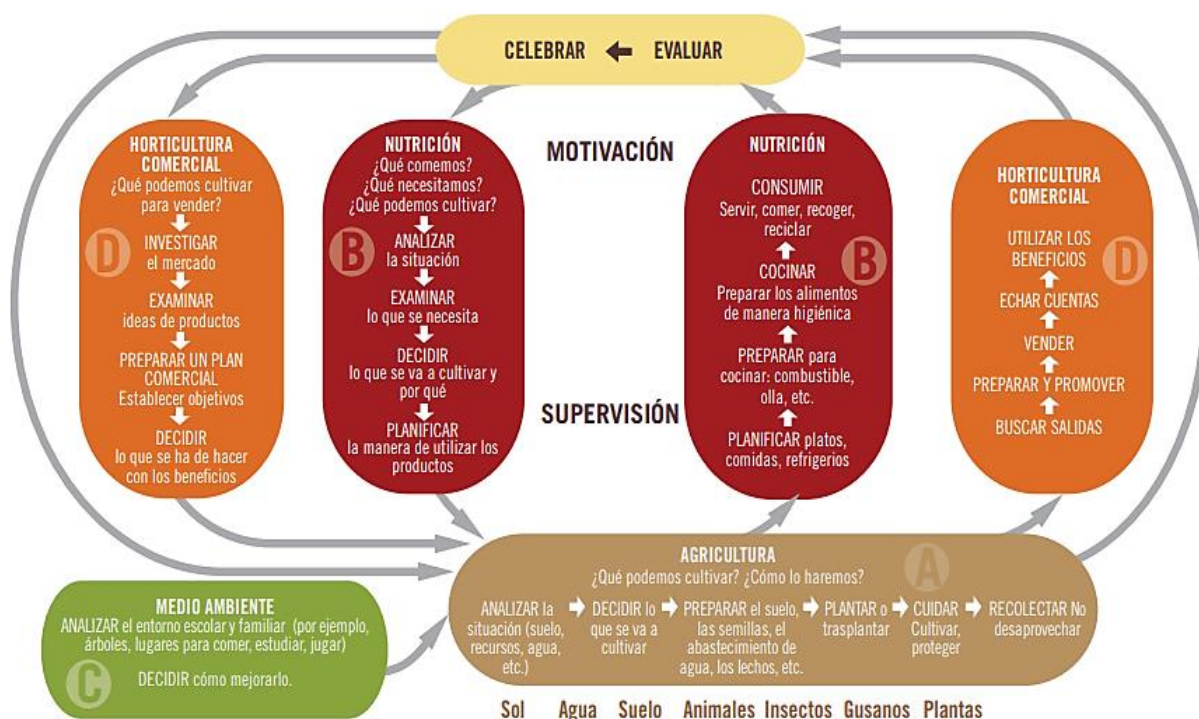 CELEBRAR ← EVALUAR
HORTICULTURA
COMERCIAL
¿Qué podemos cultivar
para vender?
D
INVESTIGAR
el mercado
EXAMINAR
ideas de productos
PREPARAR UN PLAN
COMERCIAL
Establecer objetivos
DECIDIR
lo que se ha de hacer
con los beneficios
NUTRICIÓN
¿Qué comemos?
¿Qué necesitamos?
¿Qué podemos cultivar?
B
ANALIZAR
la situación
EXAMINAR
lo que se necesita
DECIDIR
lo que se va a cultivar y
por qué
PLANIFICAR
la manera de utilizar los
productos
MOTIVACIÓN
SUPERVISIÓN
NUTRICIÓN
CONSUMIR
Servir, comer, recoger,
reciclar
B
COCINAR
Preparar los alimentos
de manera higiénica
PREPARAR para
cocinar: combustible,
olla, etc.
PLANIFICAR platos,
comidas, refrigerios
HORTICULTURA
COMERCIAL
UTILIZAR LOS
BENEFICIOS
D
ECHAR CUENTAS
VENDER
PREPARAR Y PROMOVER
BUSCAR SALIDAS
MEDIO AMBIENTE
ANALIZAR el entorno escolar y familiar (por ejemplo,
árboles, lugares para comer, estudiar, jugar)
C
DECIDIR cómo mejorarlo.
AGRICULTURA
A
¿Qué podemos cultivar? ¿Cómo lo haremos?
ANALIZAR la
situación (suelo,
recursos, agua,
etc.)
DECIDIR lo
que se va a
cultivar
PREPARAR el suelo,
las semillas, el
abastecimiento de
agua, los lechos, etc.
PLANTAR o
trasplantar
CUIDAR
Cultivar,
proteger
RECOLECTAR No
desaprovechar
Sol Agua Suelo Animales Insectos Gusanos Plantas